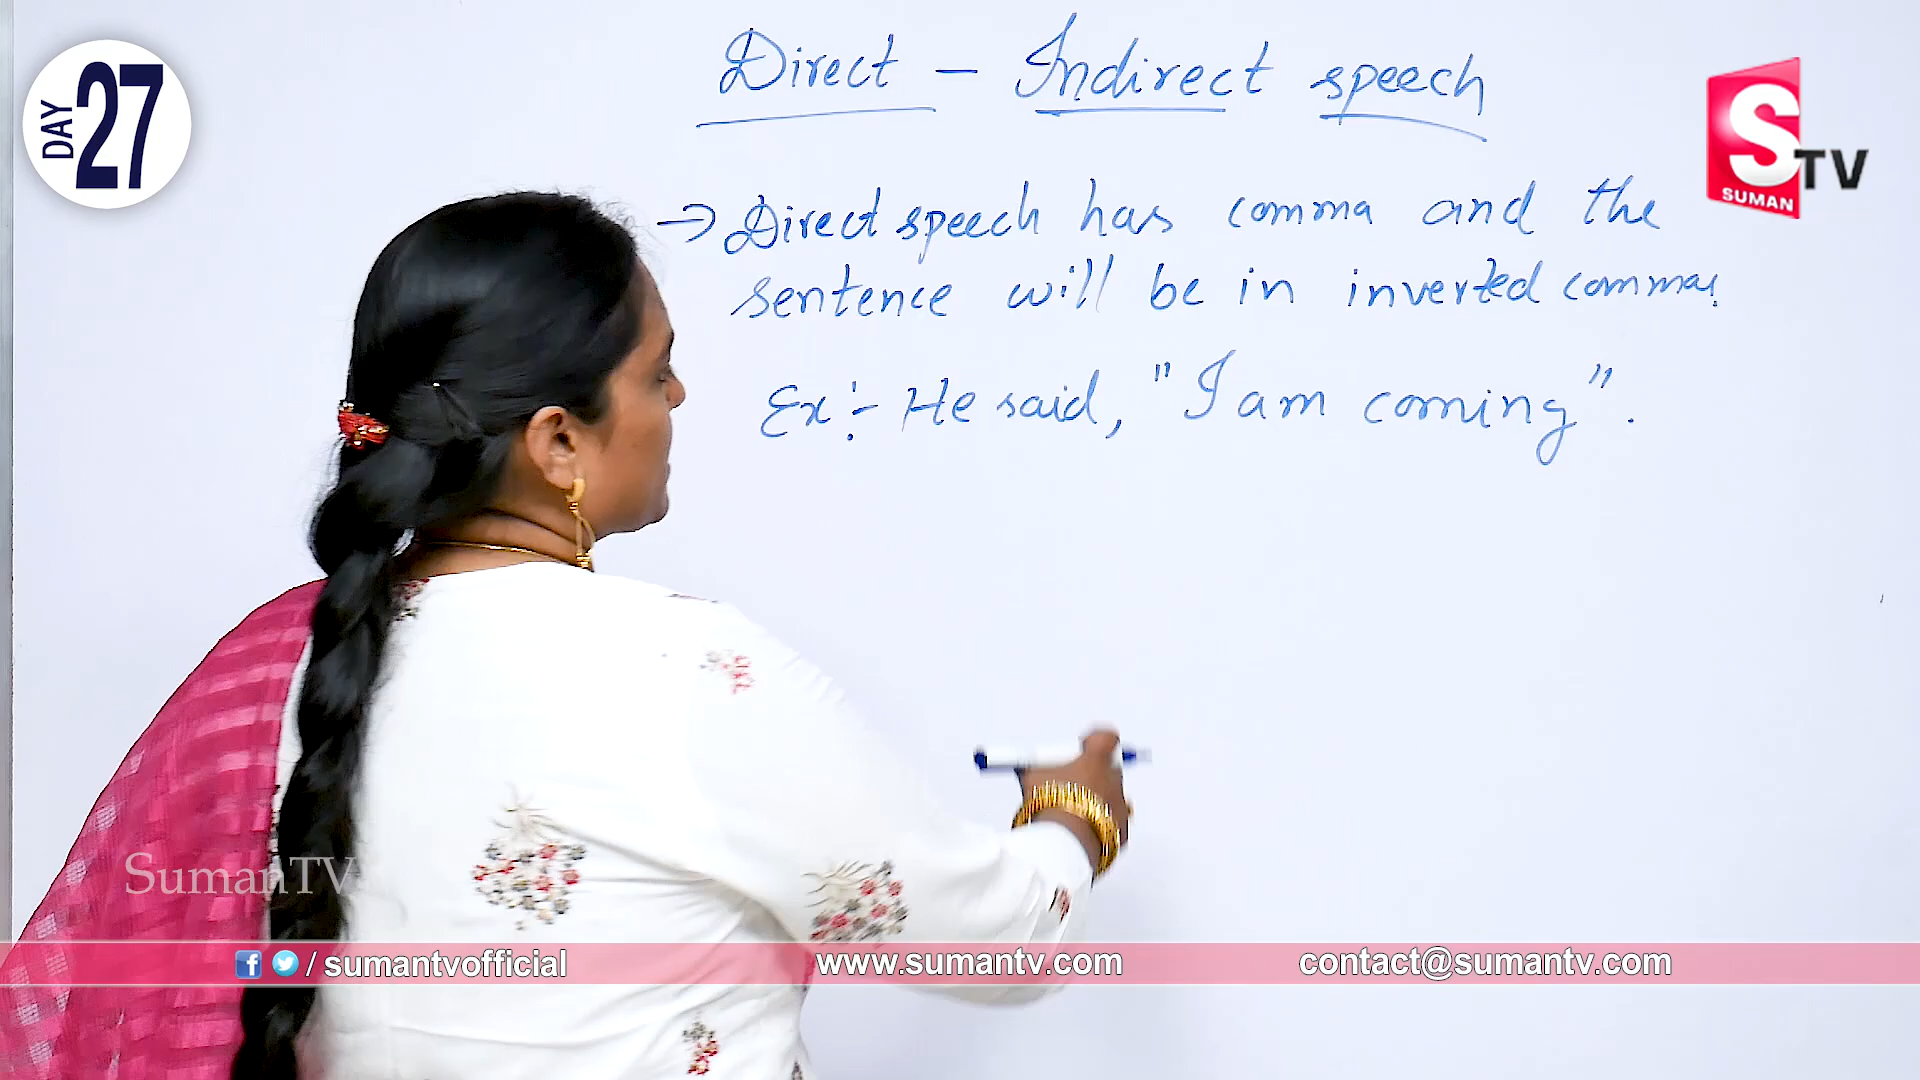 DAY 27
Direct - Indirect speech
S TV
SUMAN
→ Direct speech has comma and the
sentence will be in inverted commas.
Ex:- He said, "I am coming".
SumanTV
/ sumantvofficial
www.sumantv.com
contact@sumantv.com